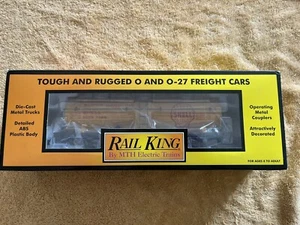 TOUGH AND RUGGED O AND O-27 FREIGHT CARS
Die-Cast
Metal Trucks
Detailed
ABS
Plastic Body
Operating
Metal
Couplers
Attractively
Decorated
RAIL KING
By MTH Electric Trains
FOR AGES 8 TO ADULT